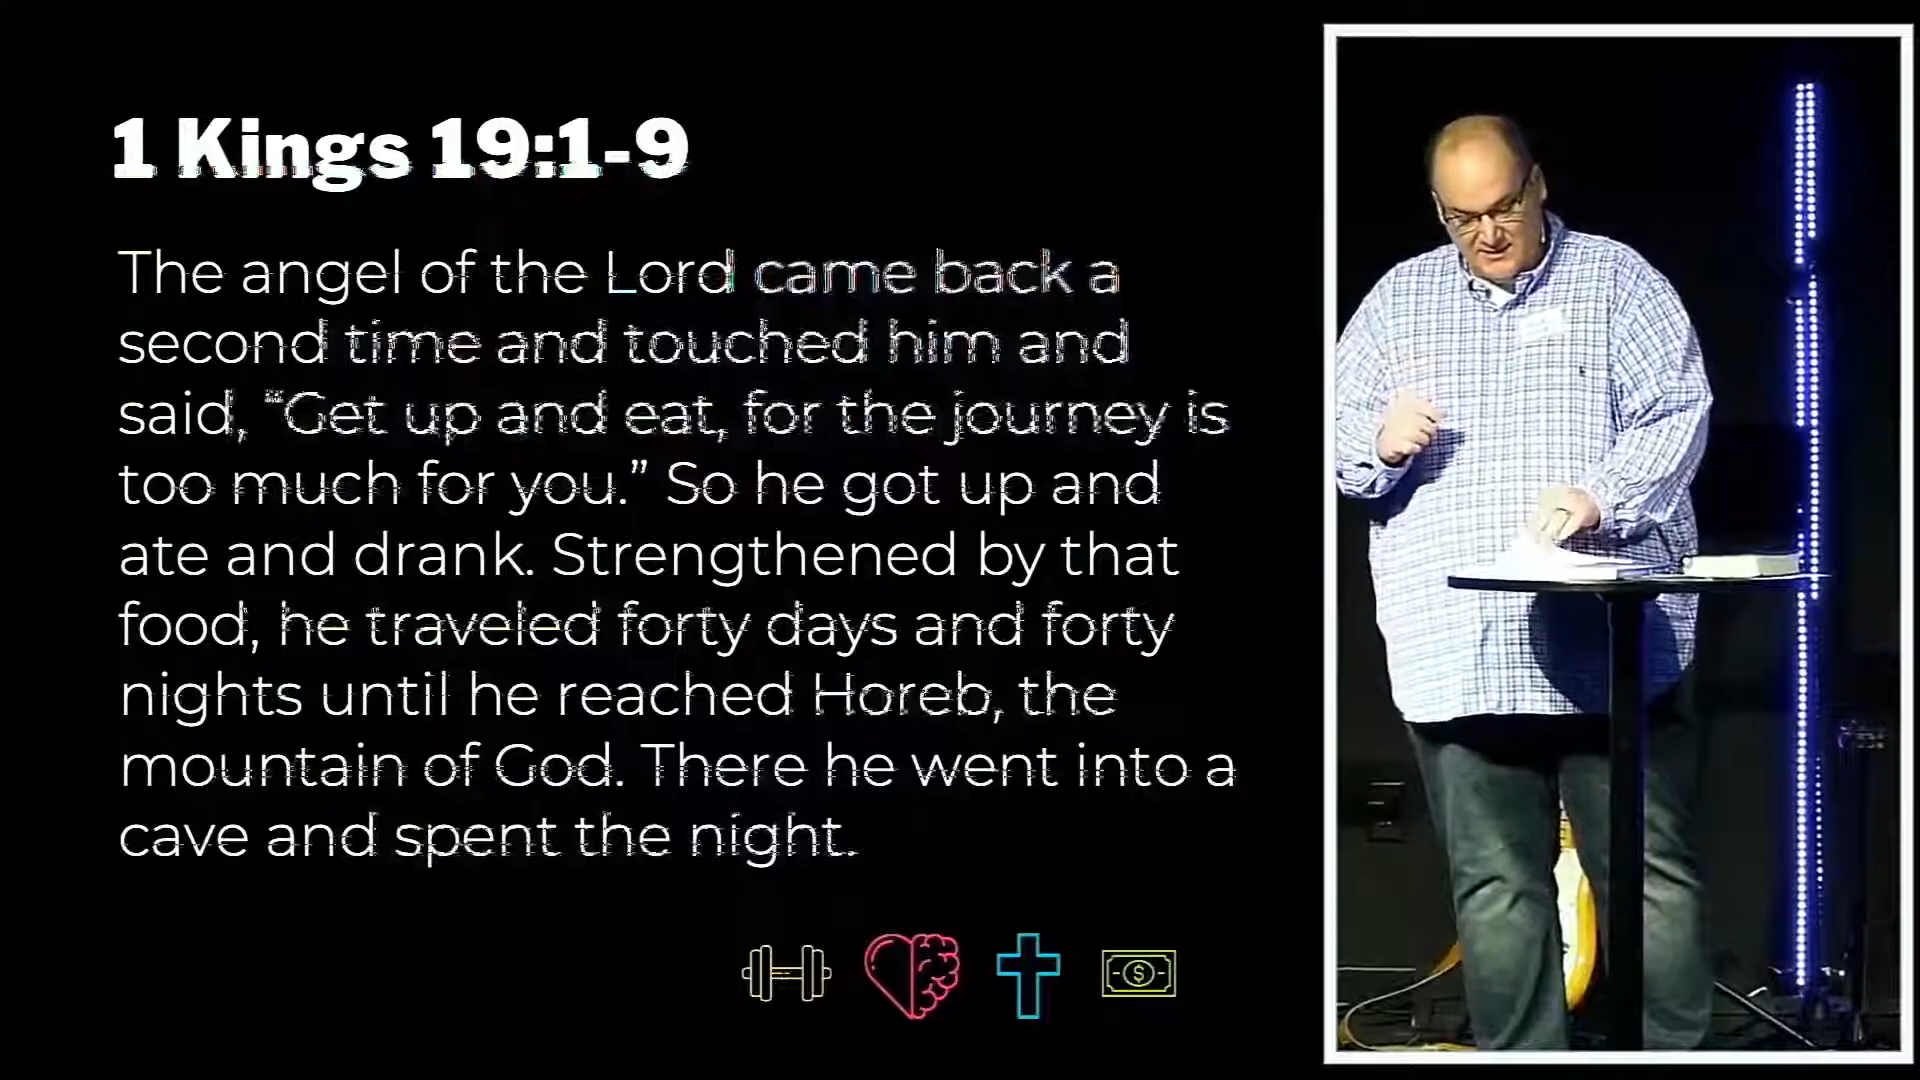 1 Kings 19:1-9
The angel of the Lord came back a
second time and touched him and
said, “Get up and eat, for the journey is
too much for you.” So he got up and
ate and drank. Strengthened by that
food, he traveled forty days and forty
nights until he reached Horeb, the
mountain of God. There he went into a
cave and spent the night.
$